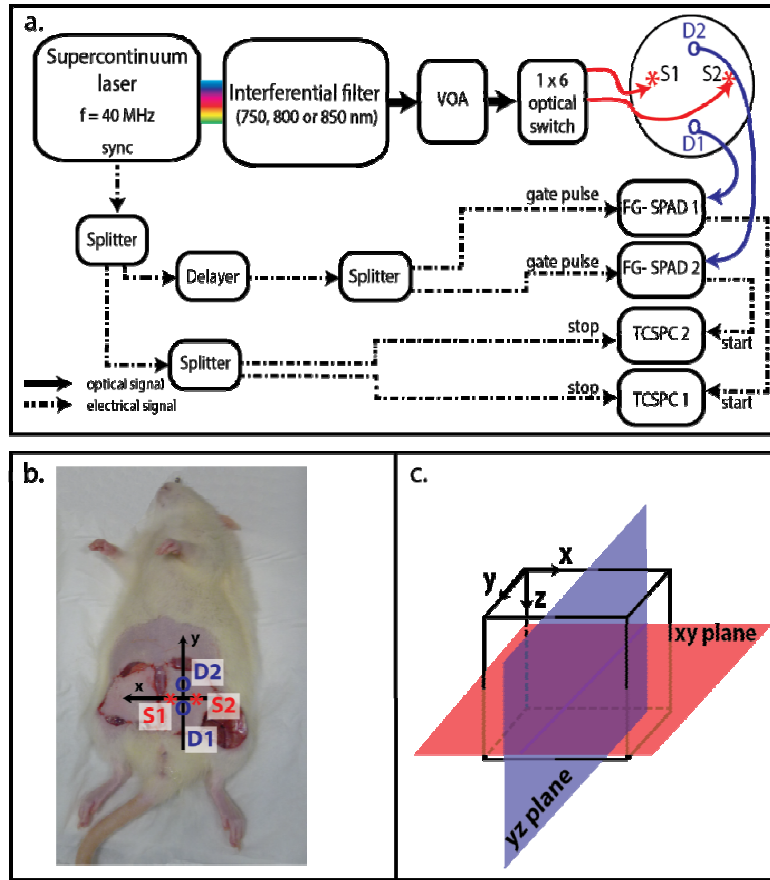 a.
Supercontinuum
laser
f = 40 MHz
sync
Interferential filter
(750, 800 or 850 nm)
VOA
1 x 6
optical
switch
D2
S1
S2
D1
gate pulse
FG- SPAD 1
Splitter
gate pulse
FG- SPAD 2
Delayer
Splitter
stop
TCSPC 2
start
Splitter
optical signal
stop
TCSPC 1
start
electrical signal
b.
y
D2
x
S1
S2
D1
c.
x
y
z
xy plane
yz plane